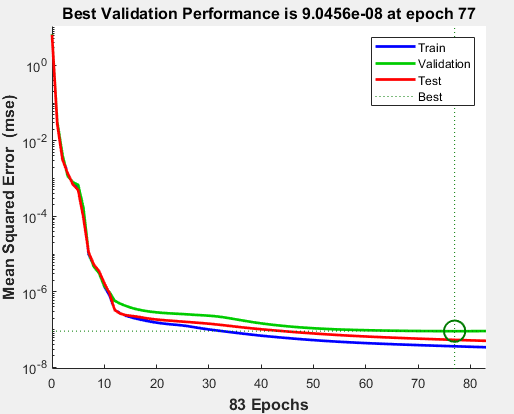 Best Validation Performance is 9.0456e-08 at epoch 77
Train
Validation
Test
Best
10^0
10^-2
10^-4
10^-6
10^-8
Mean Squared Error (mse)
0 10 20 30 40 50 60 70 80
83 Epochs